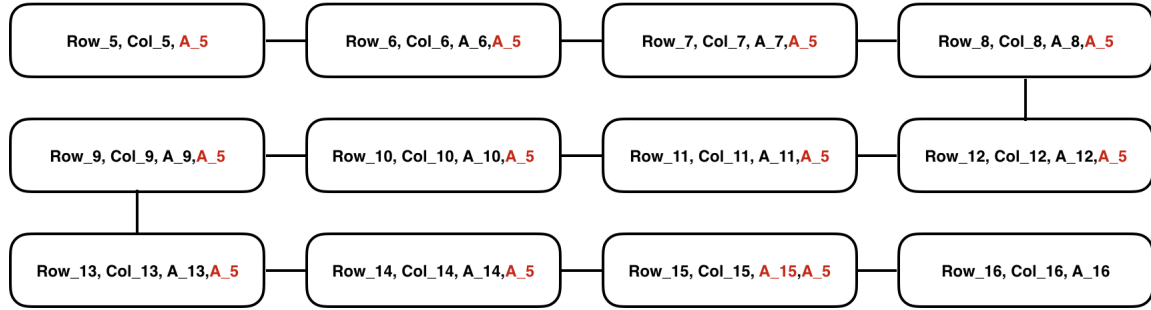 Row_5, Col_5, A_5
Row_6, Col_6, A_6,A_5
Row_7, Col_7, A_7,A_5
Row_8, Col_8, A_8,A_5
Row_9, Col_9, A_9,A_5
Row_10, Col_10, A_10,A_5
Row_11, Col_11, A_11,A_5
Row_12, Col_12, A_12,A_5
Row_13, Col_13, A_13,A_5
Row_14, Col_14, A_14,A_5
Row_15, Col_15, A_15,A_5
Row_16, Col_16, A_16